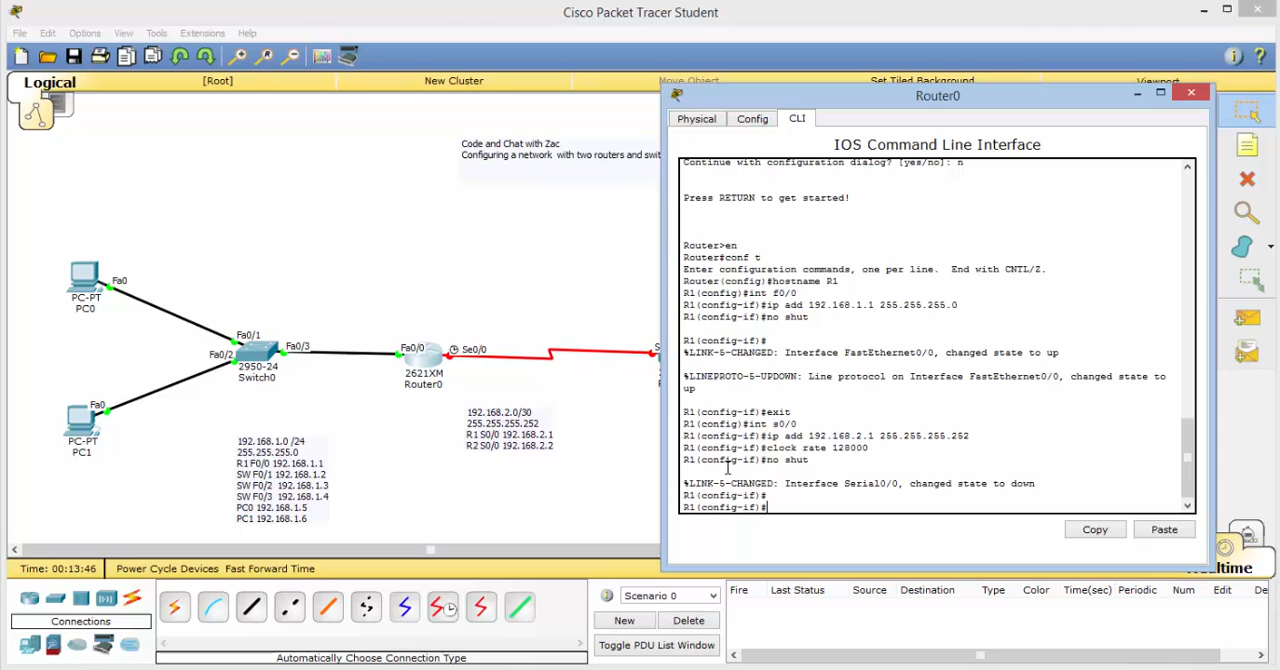 Cisco Packet Tracer Student
File Edit Options View Tools Extensions Help
Logical
[Root]
New Cluster
Move Object
Set Tiled Background
Viewport
Code and Chat with Zac
Configuring a network with two routers and swit
Fa0
PC-PT
PC0
Fa0/1
Fa0/2
Fa0/3
2950-24
Switch0
Fa0/0
Se0/0
2621XM
Router0
Fa0
PC-PT
PC1
192.168.1.0 /24
255.255.255.0
R1 F0/0 192.168.1.1
SW F0/1 192.168.1.2
SW F0/2 192.168.1.3
SW F0/3 192.168.1.4
PC0 192.168.1.5
PC1 192.168.1.6
192.168.2.0/30
255.255.255.252
R1 S0/0 192.168.2.1
R2 S0/0 192.168.2.2
Router0
Physical Config CLI
IOS Command Line Interface
Continue with configuration dialog? [yes/no]: n
Press RETURN to get started!
Router>en
Router#conf t
Enter configuration commands, one per line. End with CNTL/Z.
Router(config)#hostname R1
R1(config)#int f0/0
R1(config-if)#ip add 192.168.1.1 255.255.255.0
R1(config-if)#no shut
R1(config-if)#
%LINK-5-CHANGED: Interface FastEthernet0/0, changed state to up
%LINEPROTO-5-UPDOWN: Line protocol on Interface FastEthernet0/0, changed state to
up
R1(config-if)#exit
R1(config)#int s0/0
R1(config-if)#ip add 192.168.2.1 255.255.255.252
R1(config-if)#clock rate 128000
R1(config-if)#no shut
%LINK-5-CHANGED: Interface Serial0/0, changed state to down
R1(config-if)#
R1(config-if)#
Copy
Paste
Time: 00:13:46 Power Cycle Devices Fast Forward Time
Realtime
Connections
Automatically Choose Connection Type
Scenario 0
New
Delete
Toggle PDU List Window
Fire Last Status Source Destination Type Color Time(sec) Periodic Num Edit De